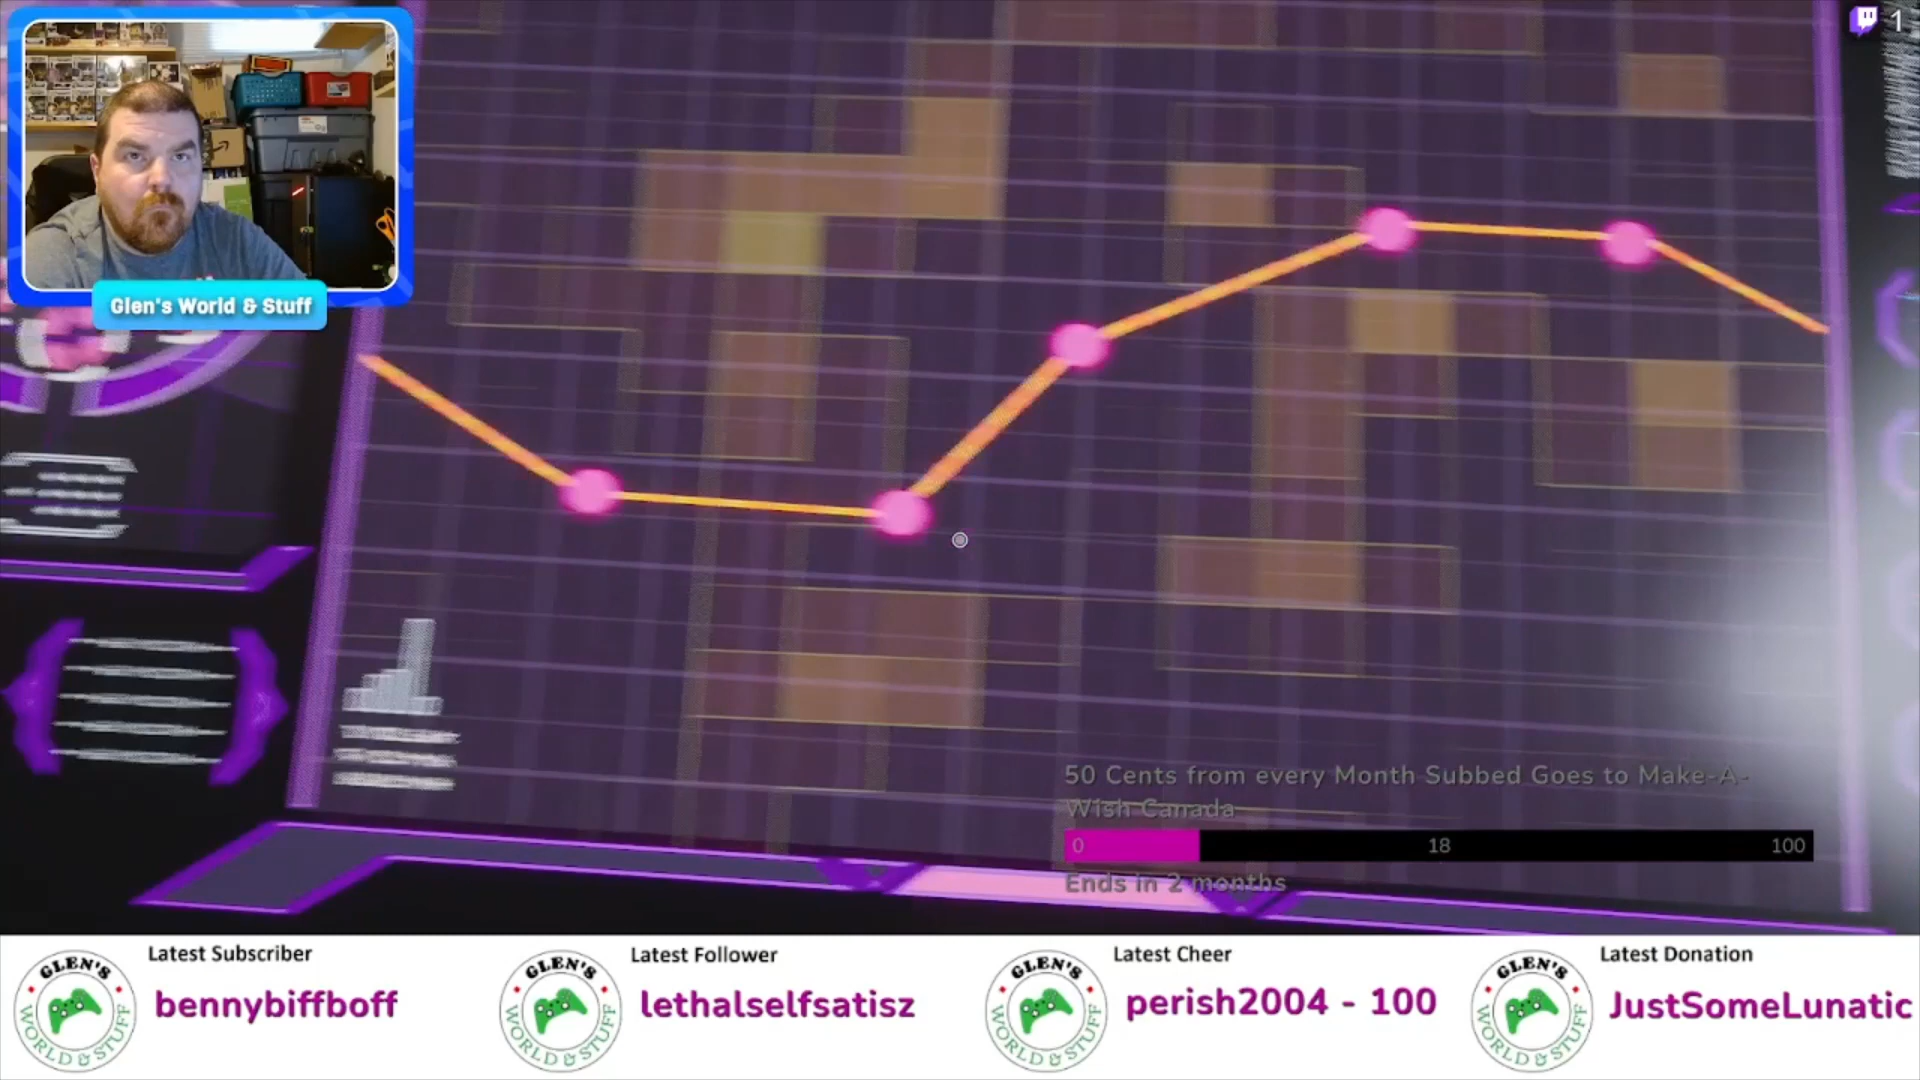 1
Glen's World & Stuff
50 Cents from every Month Subbed Goes to Make-A-
Wish Canada
0 18 100
Ends in 2 months
Latest Subscriber
bennybiffboff
Latest Follower
lethalselfsatisz
Latest Cheer
perish2004 - 100
Latest Donation
JustSomeLunatic
GLEN'S WORLD & STUFF
GLEN'S WORLD & STUFF
GLEN'S WORLD & STUFF
GLEN'S WORLD & STUFF